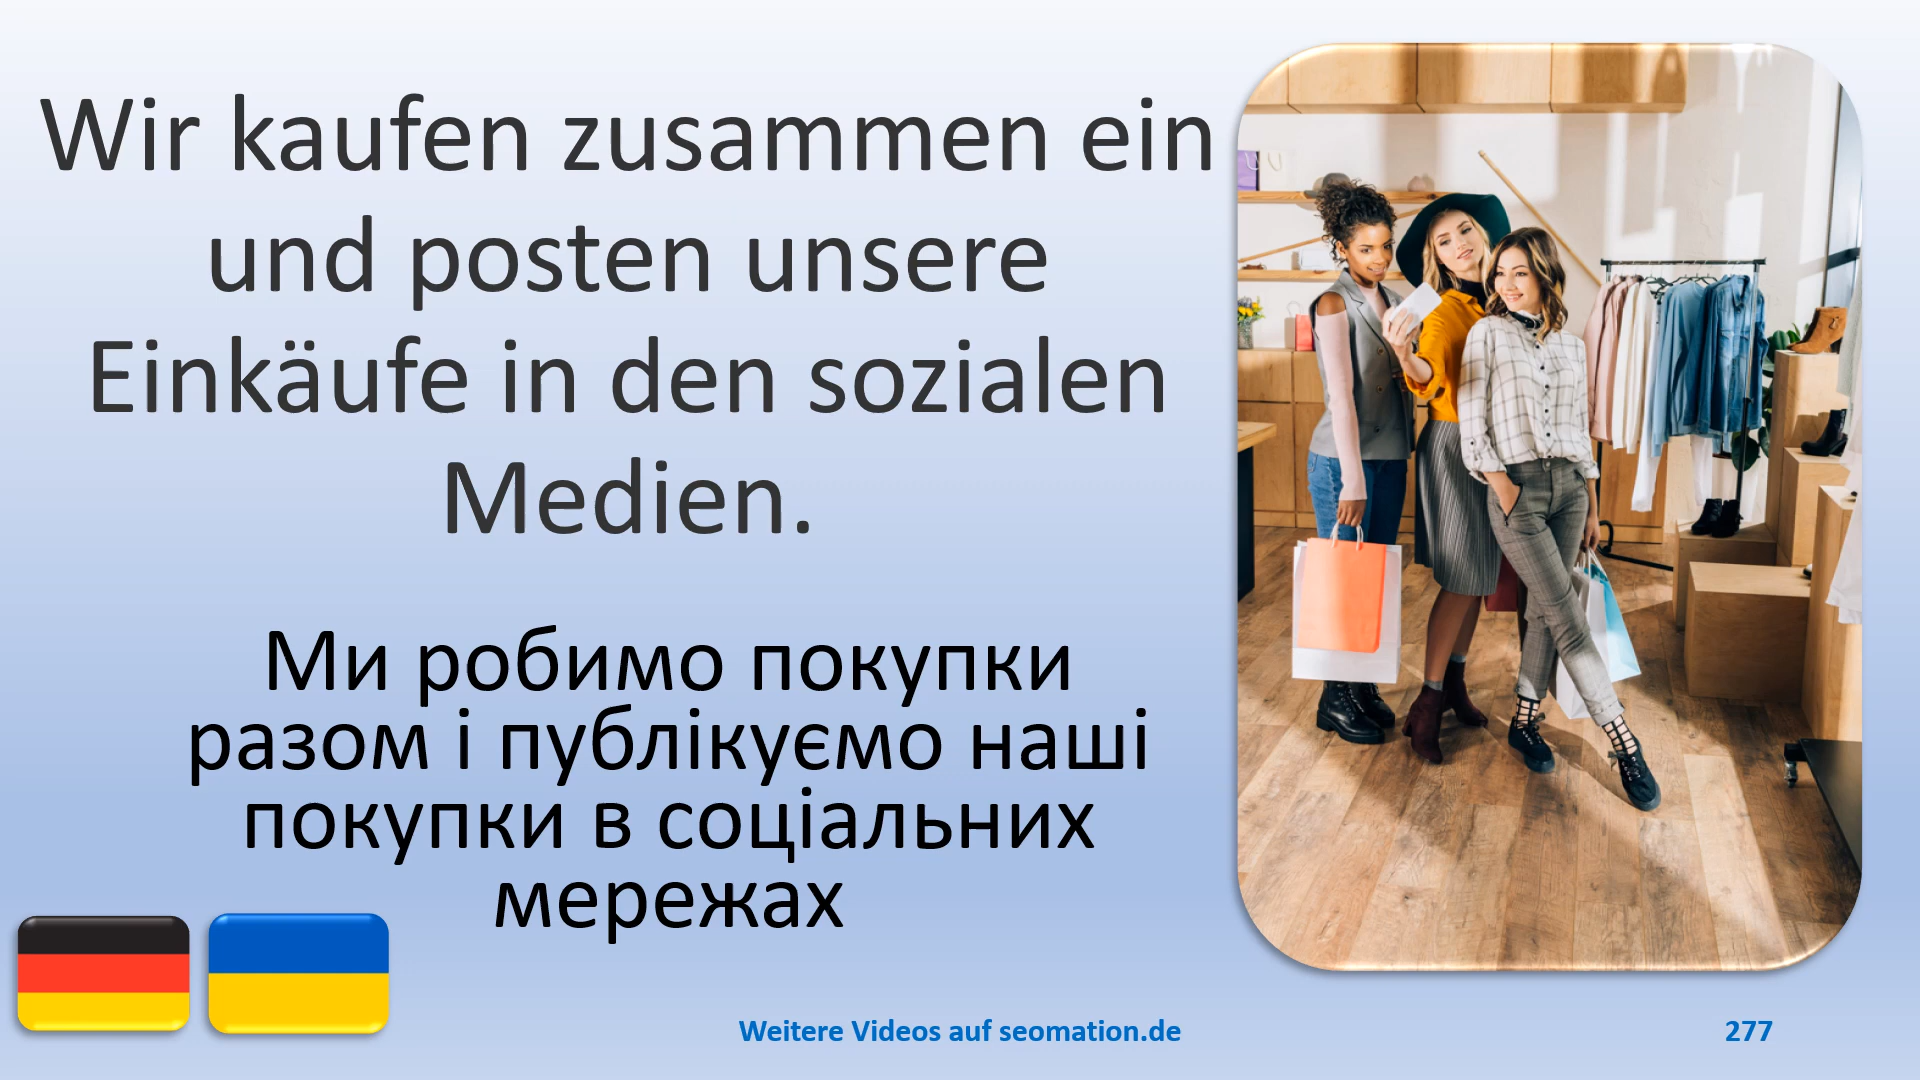 Wir kaufen zusammen ein
und posten unsere
Einkäufe in den sozialen
Medien.
Ми робимо покупки
разом і публікуємо наші
покупки в соціальних
мережах
Weitere Videos auf seomation.de
277